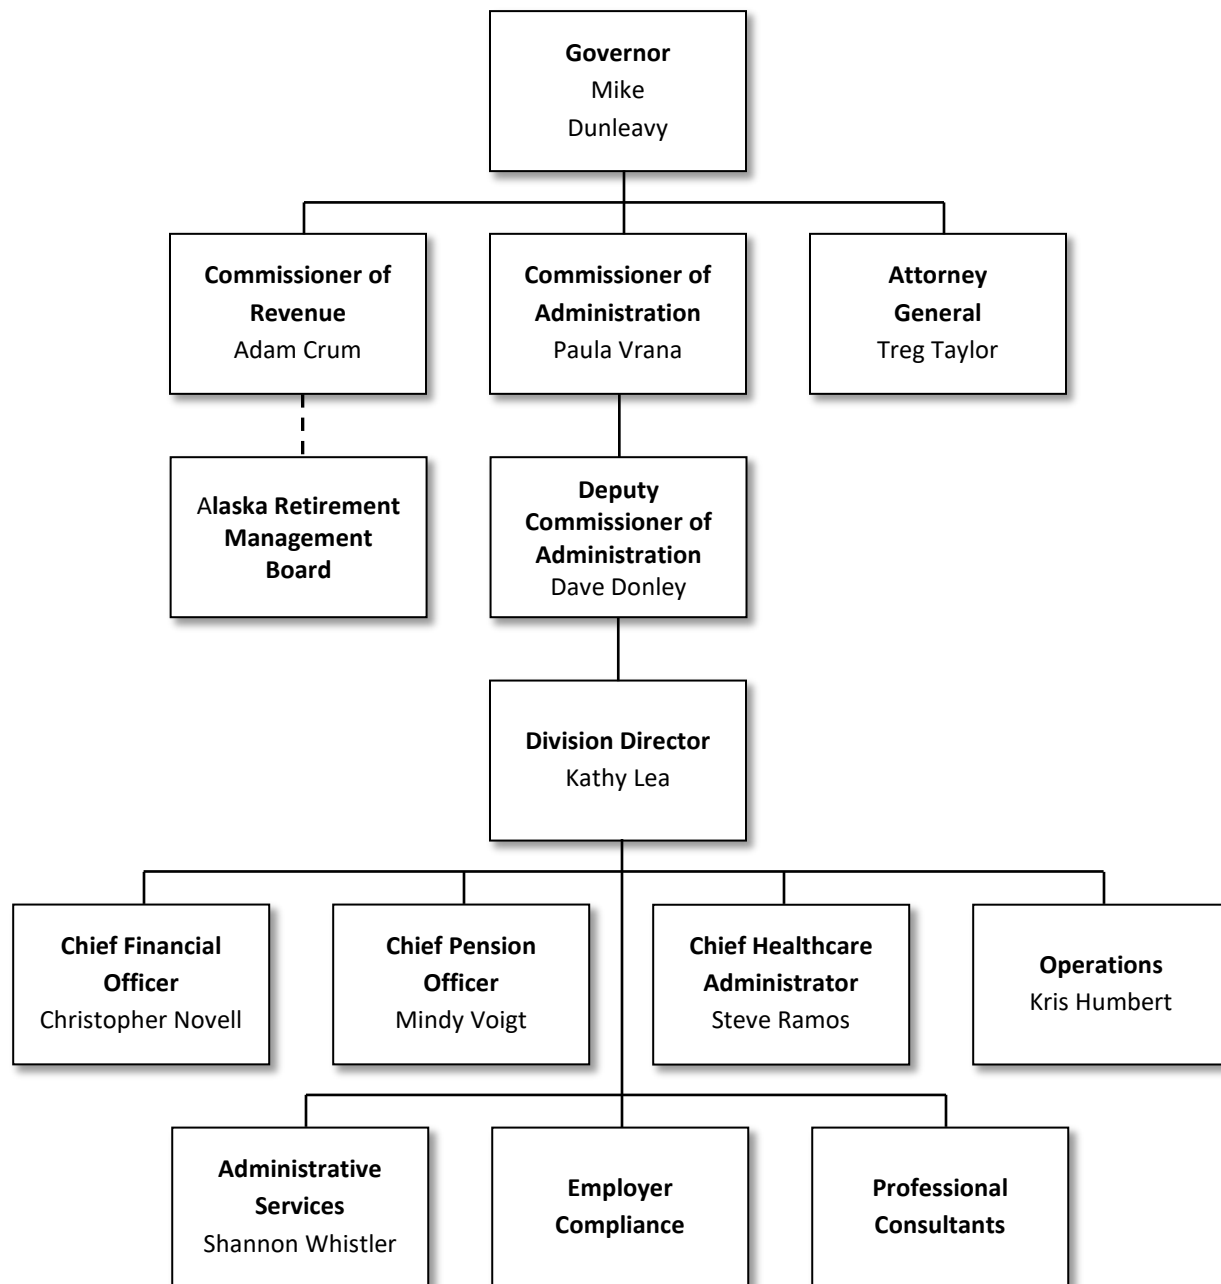 Governor
Mike
Dunleavy
Commissioner of
Revenue
Adam Crum
Commissioner of
Administration
Paula Vrana
Attorney
General
Treg Taylor
Alaska Retirement
Management
Board
Deputy
Commissioner of
Administration
Dave Donley
Division Director
Kathy Lea
Chief Financial
Officer
Christopher Novell
Chief Pension
Officer
Mindy Voigt
Chief Healthcare
Administrator
Steve Ramos
Operations
Kris Humbert
Administrative
Services
Shannon Whistler
Employer
Compliance
Professional
Consultants